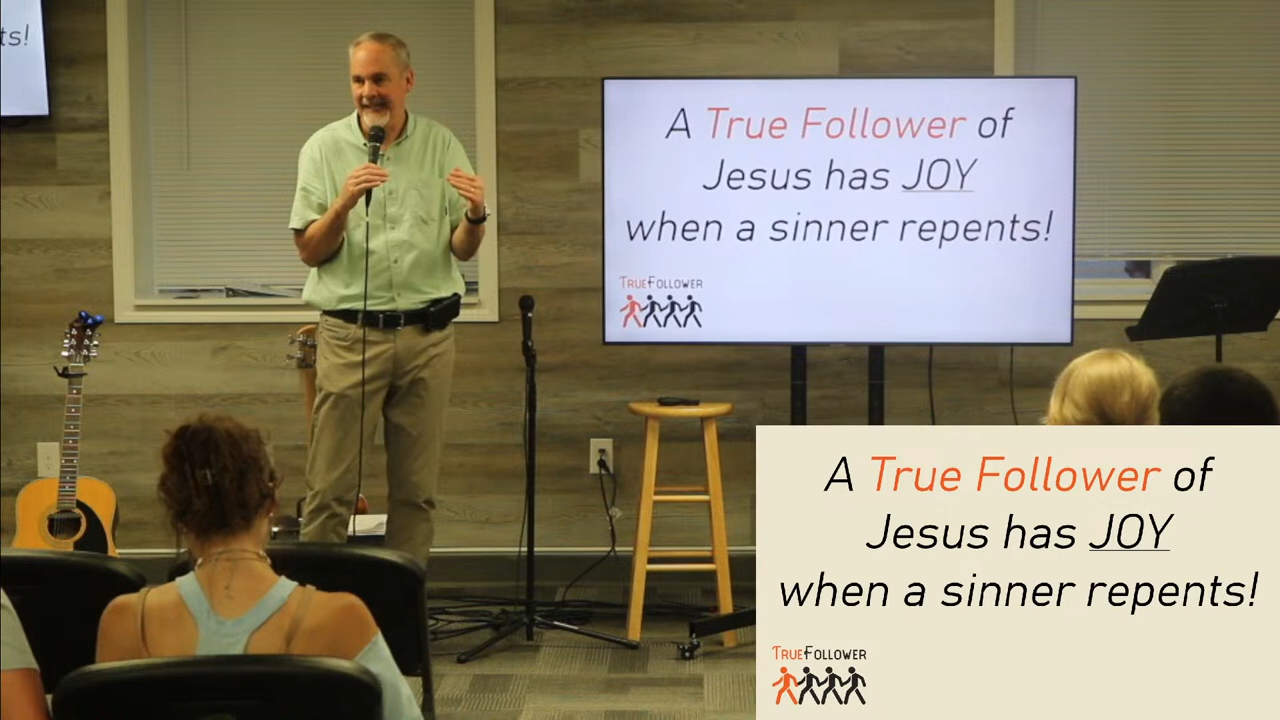 ts!
A True Follower of
Jesus has JOY
when a sinner repents!
TRUEFOLLOWER
A True Follower of
Jesus has JOY
when a sinner repents!
TRUEFOLLOWER